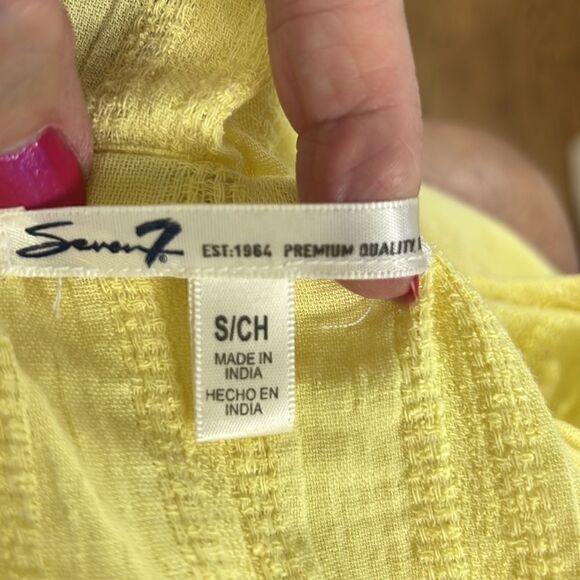 Seven7® EST:1964 PREMIUM QUALITY
S/CH
MADE IN
INDIA
HECHO EN
INDIA